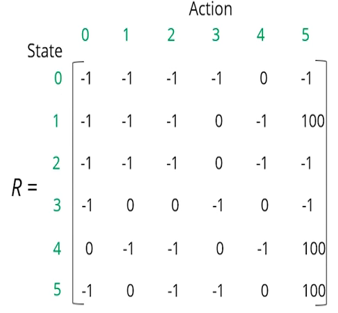 Action
0 1 2 3 4 5
State
0 -1 -1 -1 -1 0 -1
1 -1 -1 -1 0 -1 100
2 -1 -1 -1 0 -1 -1
R =
3 -1 0 0 -1 0 -1
4 0 -1 -1 0 -1 100
5 -1 0 -1 -1 0 100